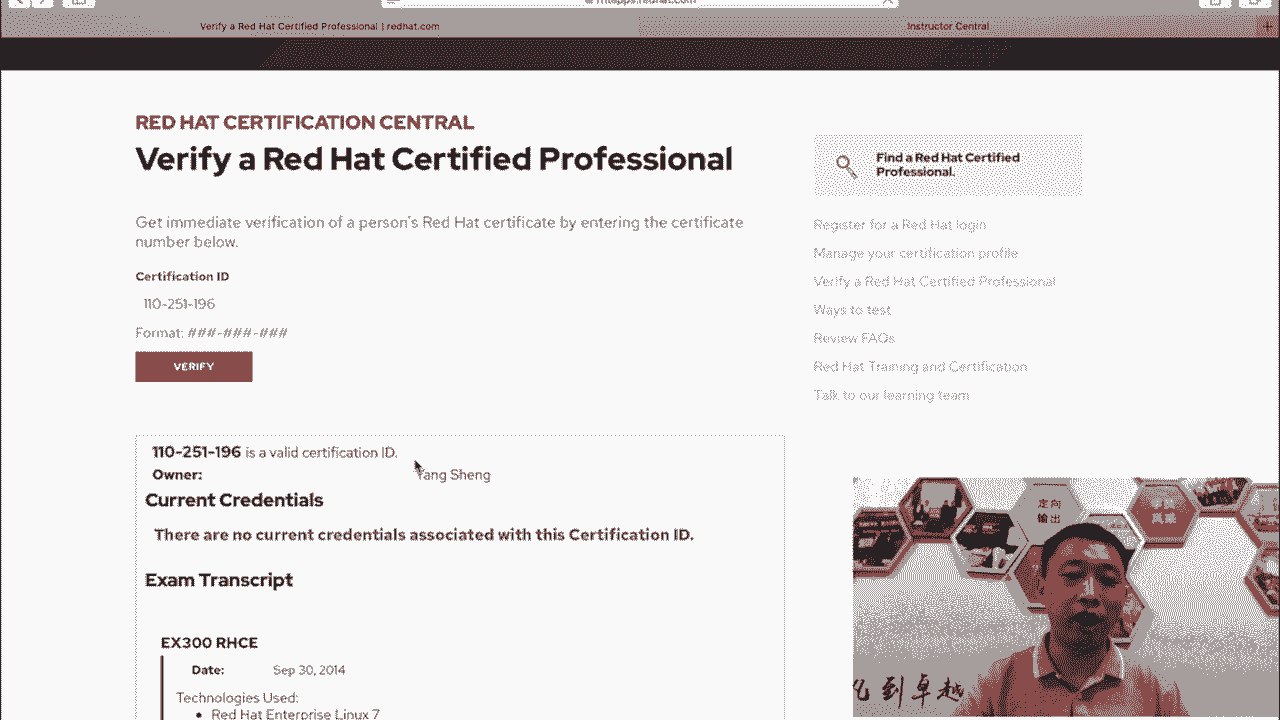 Verify a Red Hat Certified Professional | redhat.com
Instructor Central
RED HAT CERTIFICATION CENTRAL
Verify a Red Hat Certified Professional
Get immediate verification of a person's Red Hat certificate by entering the certificate
number below.
Certification ID
110-251-196
Format: ###-###-###
VERIFY
110-251-196 is a valid certification ID.
Owner: Yang Sheng
Current Credentials
There are no current credentials associated with this Certification ID.
Exam Transcript
EX300 RHCE
Date: Sep 30, 2014
Technologies Used:
• Red Hat Enterprise Linux 7
Find a Red Hat Certified
Professional.
Register for a Red Hat login
Manage your certification profile
Verify a Red Hat Certified Professional
Ways to test
Review FAQs
Red Hat Training and Certification
Talk to our learning team
定向
输出
风采
到卓越